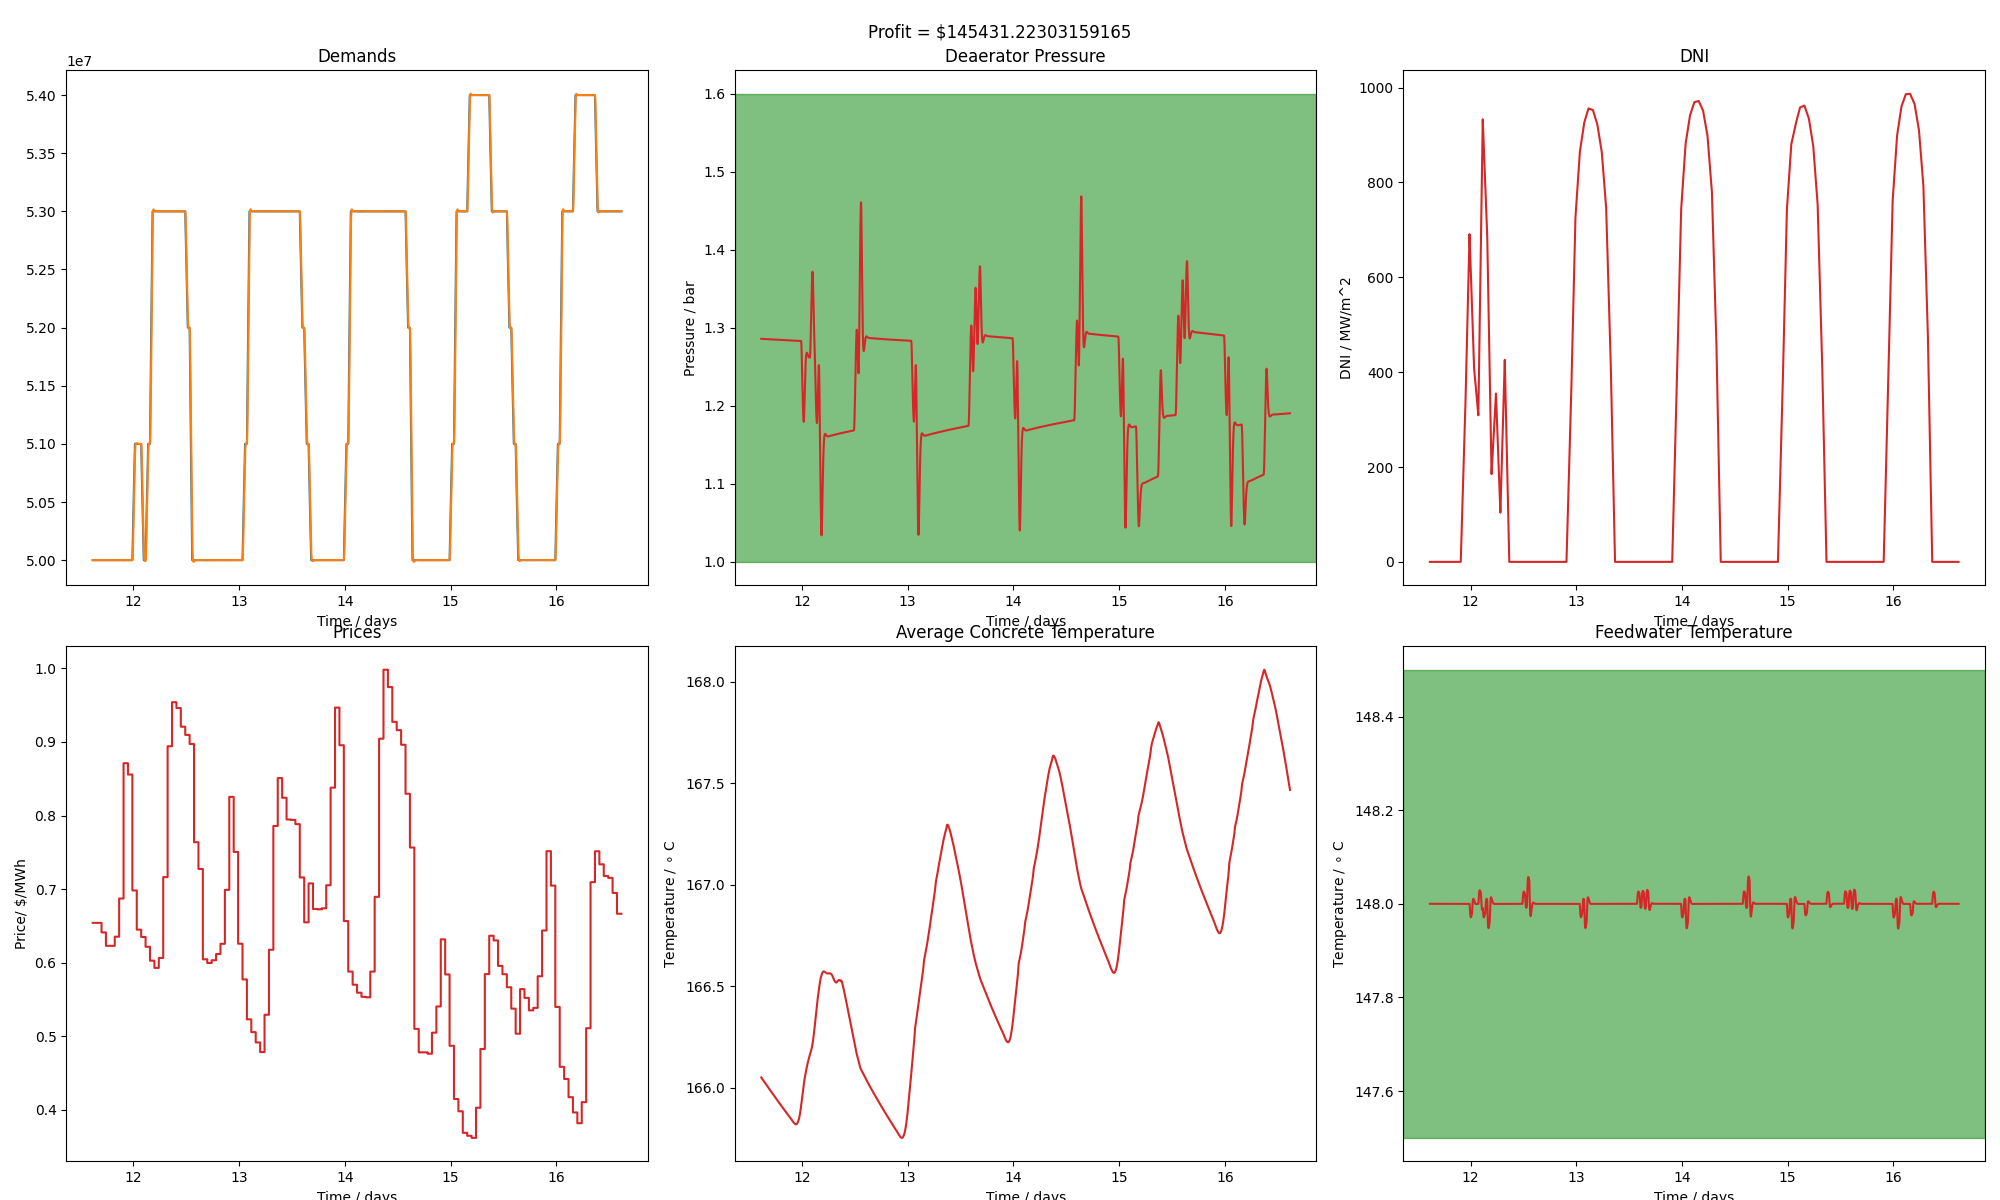 Profit = $145431.22303159165
Demands
1e7
5.40
5.35
5.30
5.25
5.20
5.15
5.10
5.05
5.00
12 13 14 15 16
Time / days
Deaerator Pressure
Pressure / bar
1.6
1.5
1.4
1.3
1.2
1.1
1.0
12 13 14 15 16
Time / days
DNI
DNI / MW/m^2
1000
800
600
400
200
0
12 13 14 15 16
Time / days
Prices
Price/ $/MWh
1.0
0.9
0.8
0.7
0.6
0.5
0.4
12 13 14 15 16
Time / days
Average Concrete Temperature
Temperature / ∘ C
168.0
167.5
167.0
166.5
166.0
12 13 14 15 16
Time / days
Feedwater Temperature
Temperature / ∘ C
148.4
148.2
148.0
147.8
147.6
12 13 14 15 16
Time / days